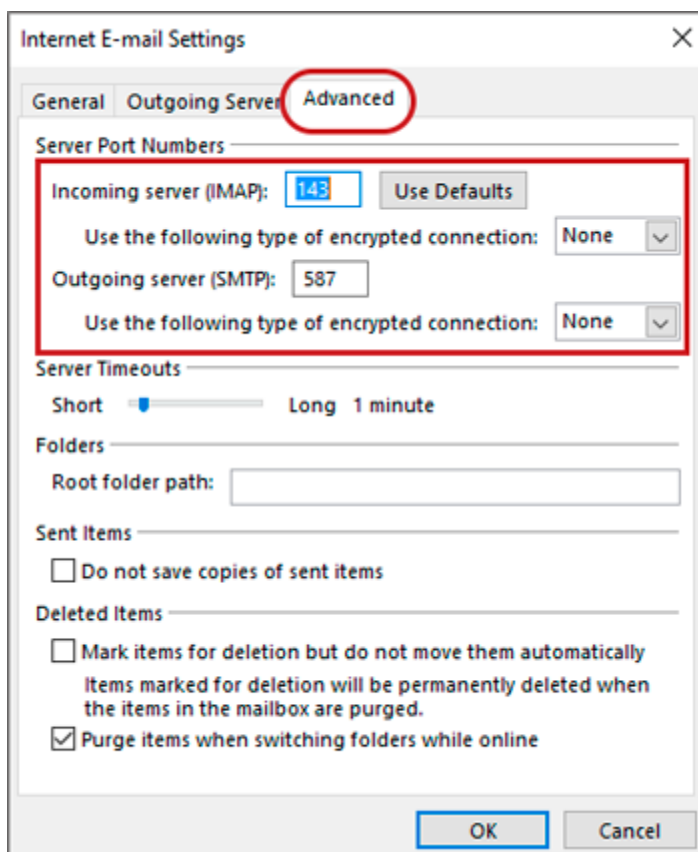 Internet E-mail Settings
General Outgoing Server Advanced
Server Port Numbers
Incoming server (IMAP): 143 Use Defaults
Use the following type of encrypted connection: None
Outgoing server (SMTP): 587
Use the following type of encrypted connection: None
Server Timeouts
Short Long 1 minute
Folders
Root folder path:
Sent Items
Do not save copies of sent items
Deleted Items
Mark items for deletion but do not move them automatically
Items marked for deletion will be permanently deleted when
the items in the mailbox are purged.
Purge items when switching folders while online
OK Cancel